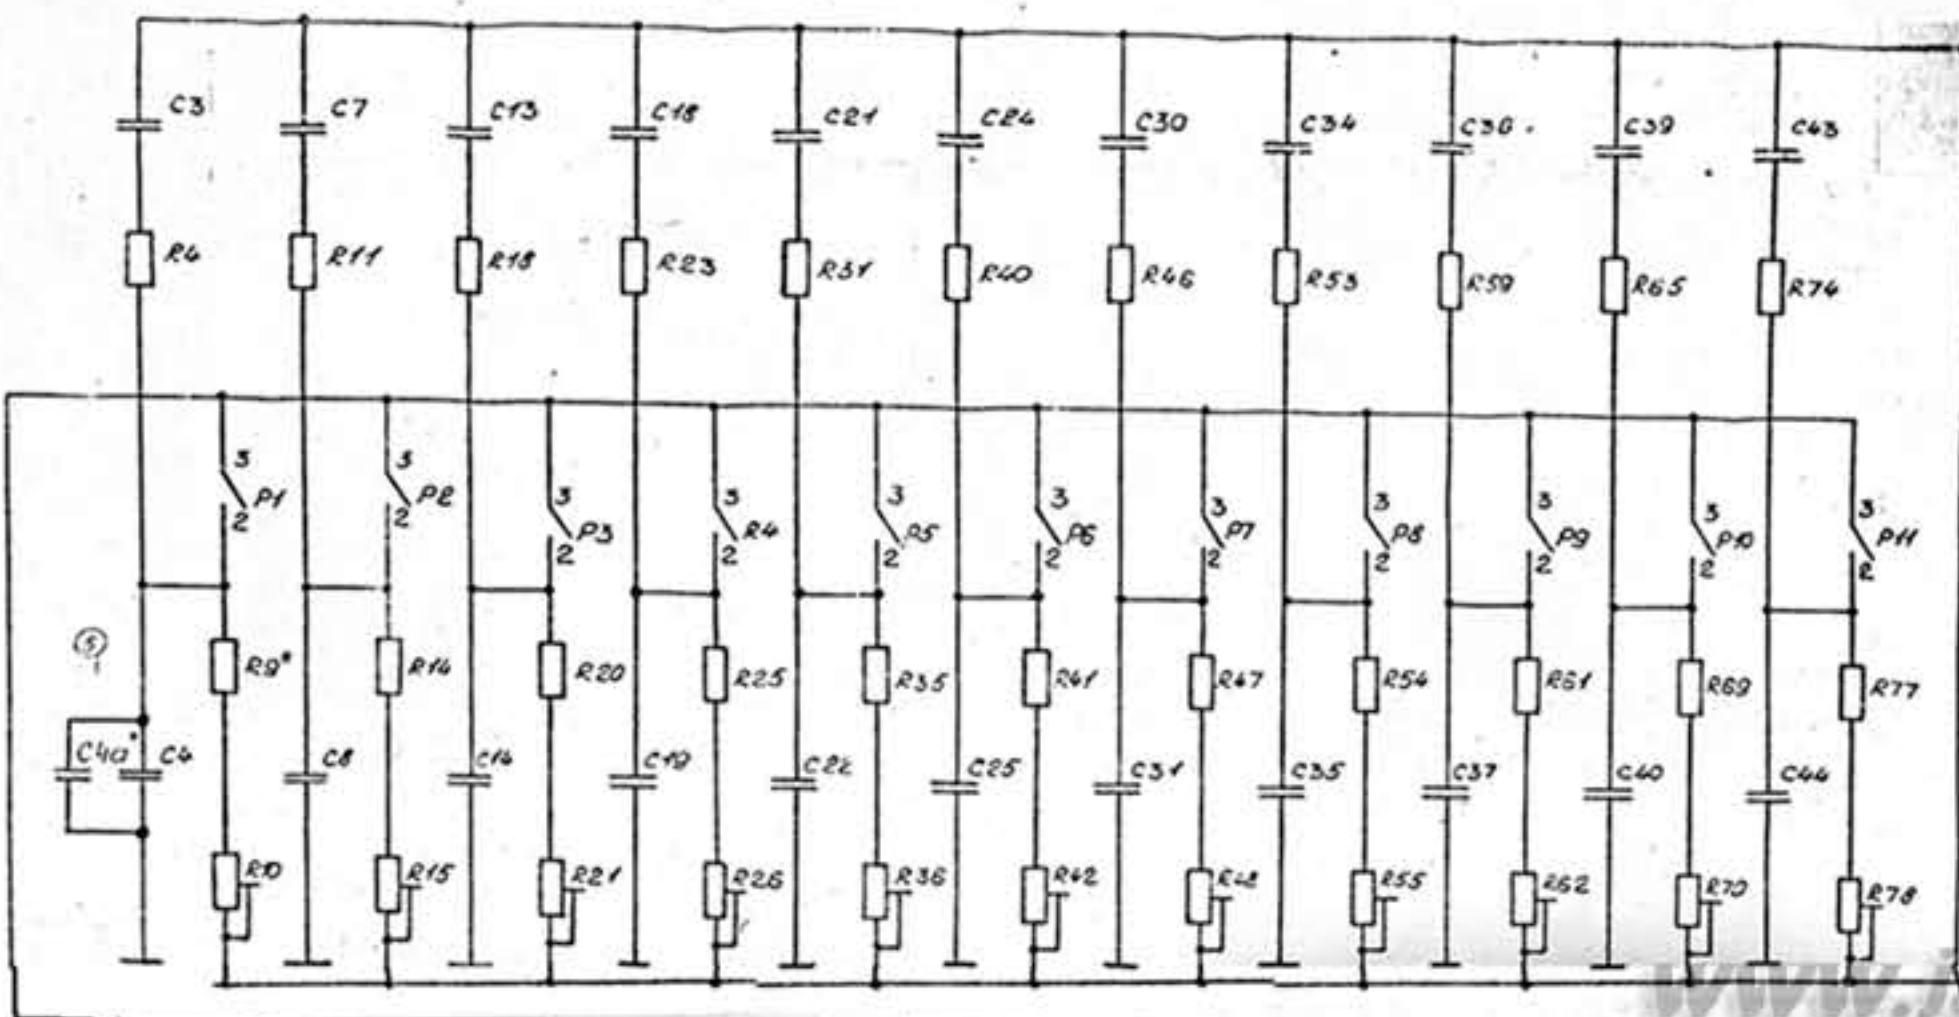 C3 C7 C13 C18 C21 C24 C30 C34 C38 C39 C43
R4 R11 R18 R23 R31 R40 R46 R53 R59 R65 R74
3 3 3 3 3 3 3 3 3 3 3
P1 P2 P3 R4 P5 P6 P7 P8 P9 P10 P11
2 2 2 2 2 2 2 2 2 2 2
5
R9* R14 R20 R25 R35 R41 R47 R54 R61 R69 R77
C4a* C4 C8 C14 C19 C22 C25 C31 C35 C37 C40 C44
R10 R15 R21 R26 R36 R42 R48 R55 R62 R70 R78
www.j